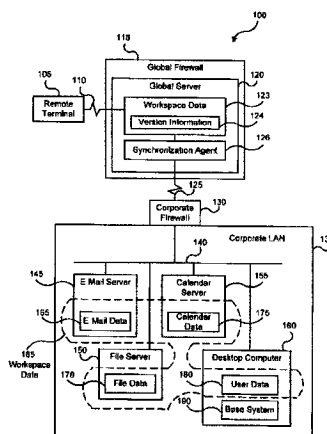 100
118
Global Firewall
120
Global Server
105
110
123
Workspace Data
Remote Terminal
124
Version Information
126
Synchronization Agent
125
Corporate Firewall
130
Corporate LAN
13
140
145
E Mail Server
Calendar Server
155
165
E Mail Data
Calendar Data
175
185
Workspace Data
150
160
File Server
Desktop Computer
170
File Data
180
User Data
190
Base System